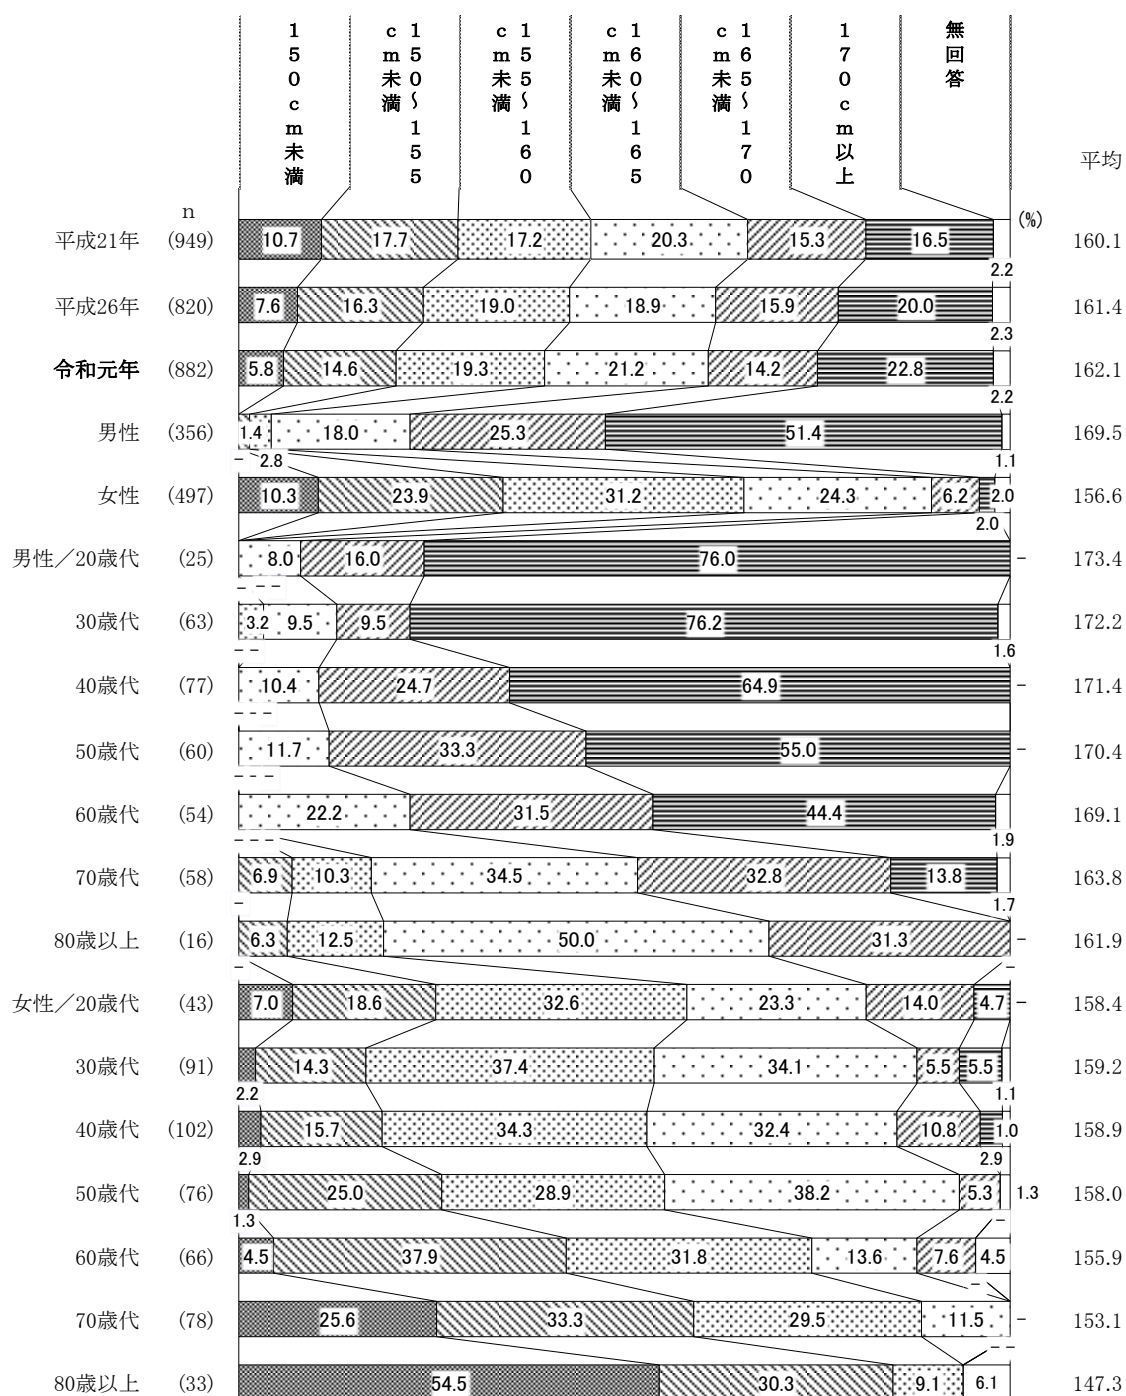 150cm未満
150~155cm未満
155~160cm未満
160~165cm未満
165~170cm未満
170cm以上
無回答
平均
n
(%)
平成21年 (949) 10.7 17.7 17.2 20.3 15.3 16.5 2.2 160.1
平成26年 (820) 7.6 16.3 19.0 18.9 15.9 20.0 2.3 161.4
令和元年 (882) 5.8 14.6 19.3 21.2 14.2 22.8 2.2 162.1
男性 (356) - 1.4 2.8 18.0 25.3 51.4 1.1 169.5
女性 (497) 10.3 23.9 31.2 24.3 6.2 2.0 2.0 156.6
男性/20歳代 (25) - - - 8.0 16.0 76.0 - 173.4
30歳代 (63) - - 3.2 9.5 9.5 76.2 1.6 172.2
40歳代 (77) - - - 10.4 24.7 64.9 - 171.4
50歳代 (60) - - - 11.7 33.3 55.0 - 170.4
60歳代 (54) - - - 22.2 31.5 44.4 1.9 169.1
70歳代 (58) - 6.9 10.3 34.5 32.8 13.8 1.7 163.8
80歳以上 (16) - 6.3 12.5 50.0 31.3 - - 161.9
女性/20歳代 (43) 7.0 18.6 32.6 23.3 14.0 4.7 - 158.4
30歳代 (91) 2.2 14.3 37.4 34.1 5.5 5.5 1.1 159.2
40歳代 (102) 2.9 15.7 34.3 32.4 10.8 2.9 1.0 158.9
50歳代 (76) 1.3 25.0 28.9 38.2 5.3 - 1.3 158.0
60歳代 (66) 4.5 37.9 31.8 13.6 7.6 - 4.5 155.9
70歳代 (78) 25.6 33.3 29.5 11.5 - - - 153.1
80歳以上 (33) 54.5 30.3 9.1 6.1 147.3